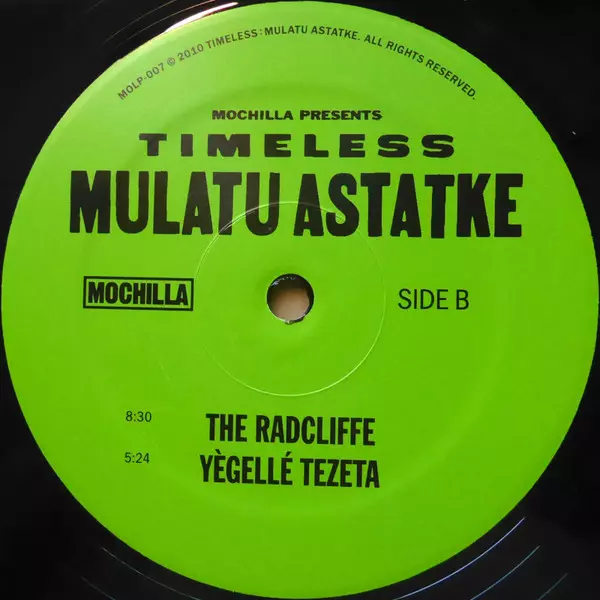 MOLP-007 © 2010 TIMELESS: MULATU ASTATKE. ALL RIGHTS RESERVED.
MOCHILLA PRESENTS
TIMELESS
MULATU ASTATKE
MOCHILLA
SIDE B
8:30 THE RADCLIFFE
5:24 YÈGELLÉ TEZETA